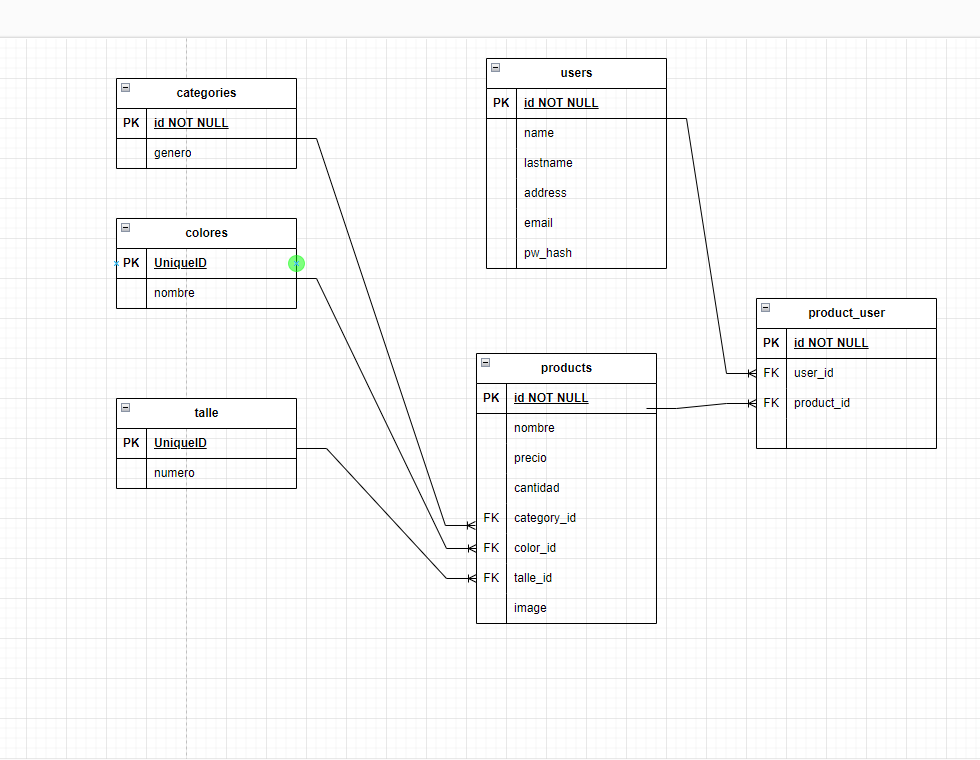 categories
PK id NOT NULL
genero
colores
PK UniqueID
nombre
talle
PK UniqueID
numero
users
PK id NOT NULL
name
lastname
address
email
pw_hash
products
PK id NOT NULL
nombre
precio
cantidad
FK category_id
FK color_id
FK talle_id
image
product_user
PK id NOT NULL
FK user_id
FK product_id